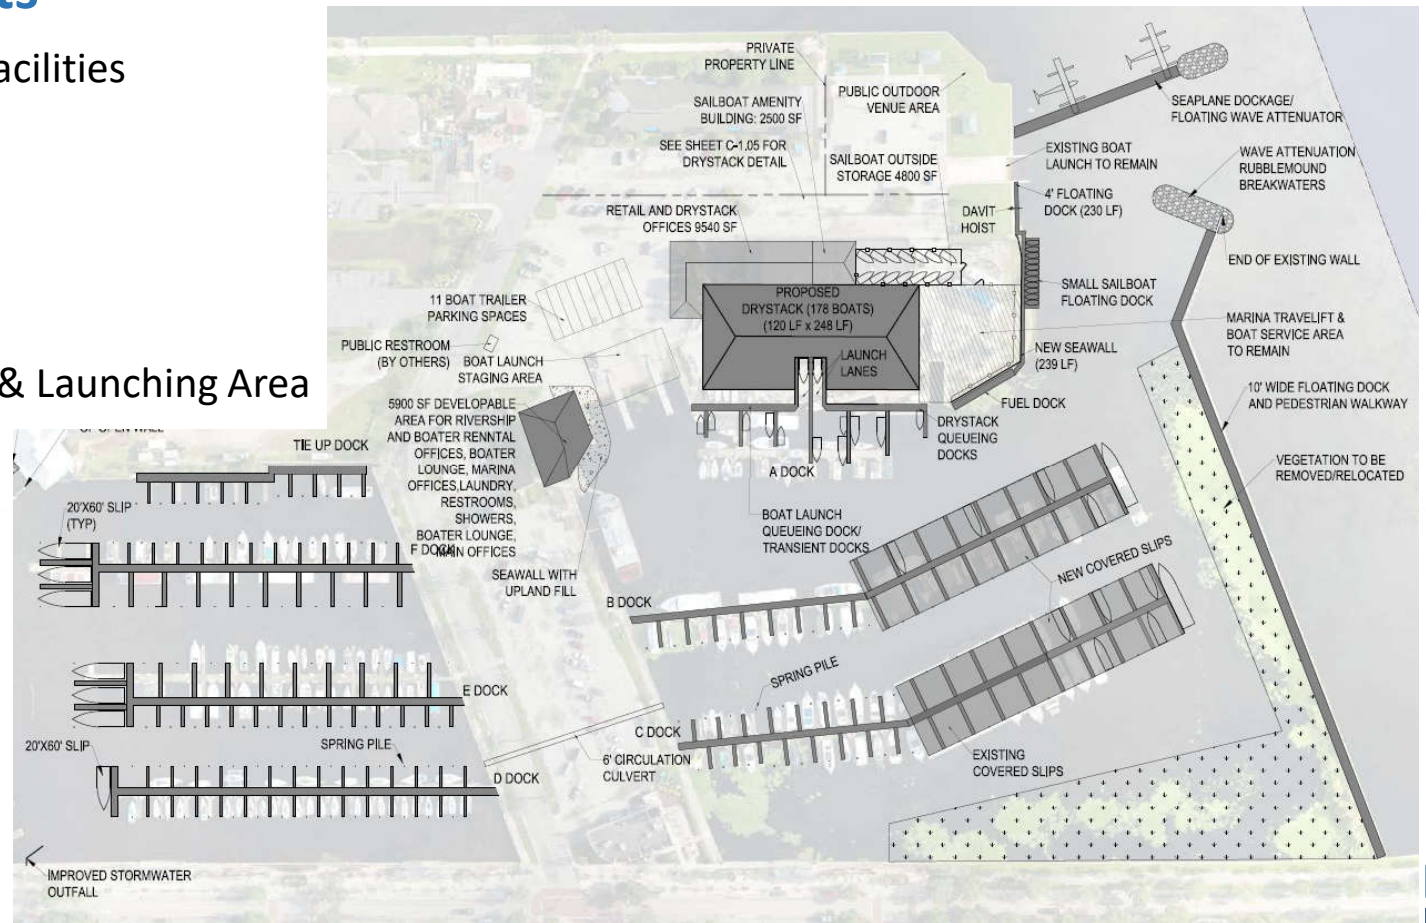 acilities
& Launching Area
PRIVATE
PROPERTY LINE
SAILBOAT AMENITY
BUILDING: 2500 SF
PUBLIC OUTDOOR
VENUE AREA
SEE SHEET C-1.05 FOR
DRYSTACK DETAIL
SAILBOAT OUTSIDE
STORAGE 4800 SF
SEAPLANE DOCKAGE/
FLOATING WAVE ATTENUATOR
EXISTING BOAT
LAUNCH TO REMAIN
WAVE ATTENUATION
RUBBLEMOUND
BREAKWATERS
4' FLOATING
DOCK (230 LF)
DAVIT
HOIST
RETAIL AND DRYSTACK
OFFICES 9540 SF
END OF EXISTING WALL
SMALL SAILBOAT
FLOATING DOCK
11 BOAT TRAILER
PARKING SPACES
PROPOSED
DRYSTACK (178 BOATS)
(120 LF x 248 LF)
MARINA TRAVELIFT &
BOAT SERVICE AREA
TO REMAIN
PUBLIC RESTROOM
(BY OTHERS)
BOAT LAUNCH
STAGING AREA
LAUNCH
LANES
NEW SEAWALL
(239 LF)
10' WIDE FLOATING DOCK
AND PEDESTRIAN WALKWAY
FUEL DOCK
5900 SF DEVELOPABLE
AREA FOR RIVERSHIP
AND BOATER RENNTAL
OFFICES, BOATER
LOUNGE, MARINA
OFFICES,LAUNDRY,
RESTROOMS,
SHOWERS,
BOATER LOUNGE,
MAIN OFFICES
DRYSTACK
QUEUEING
DOCKS
TIE UP DOCK
A DOCK
VEGETATION TO BE
REMOVED/RELOCATED
20'X60' SLIP
(TYP)
BOAT LAUNCH
QUEUEING DOCK/
TRANSIENT DOCKS
F DOCK
SEAWALL WITH
UPLAND FILL
NEW COVERED SLIPS
B DOCK
SPRING PILE
E DOCK
C DOCK
20'X60' SLIP
SPRING PILE
6' CIRCULATION
CULVERT
D DOCK
EXISTING
COVERED SLIPS
IMPROVED STORMWATER
OUTFALL